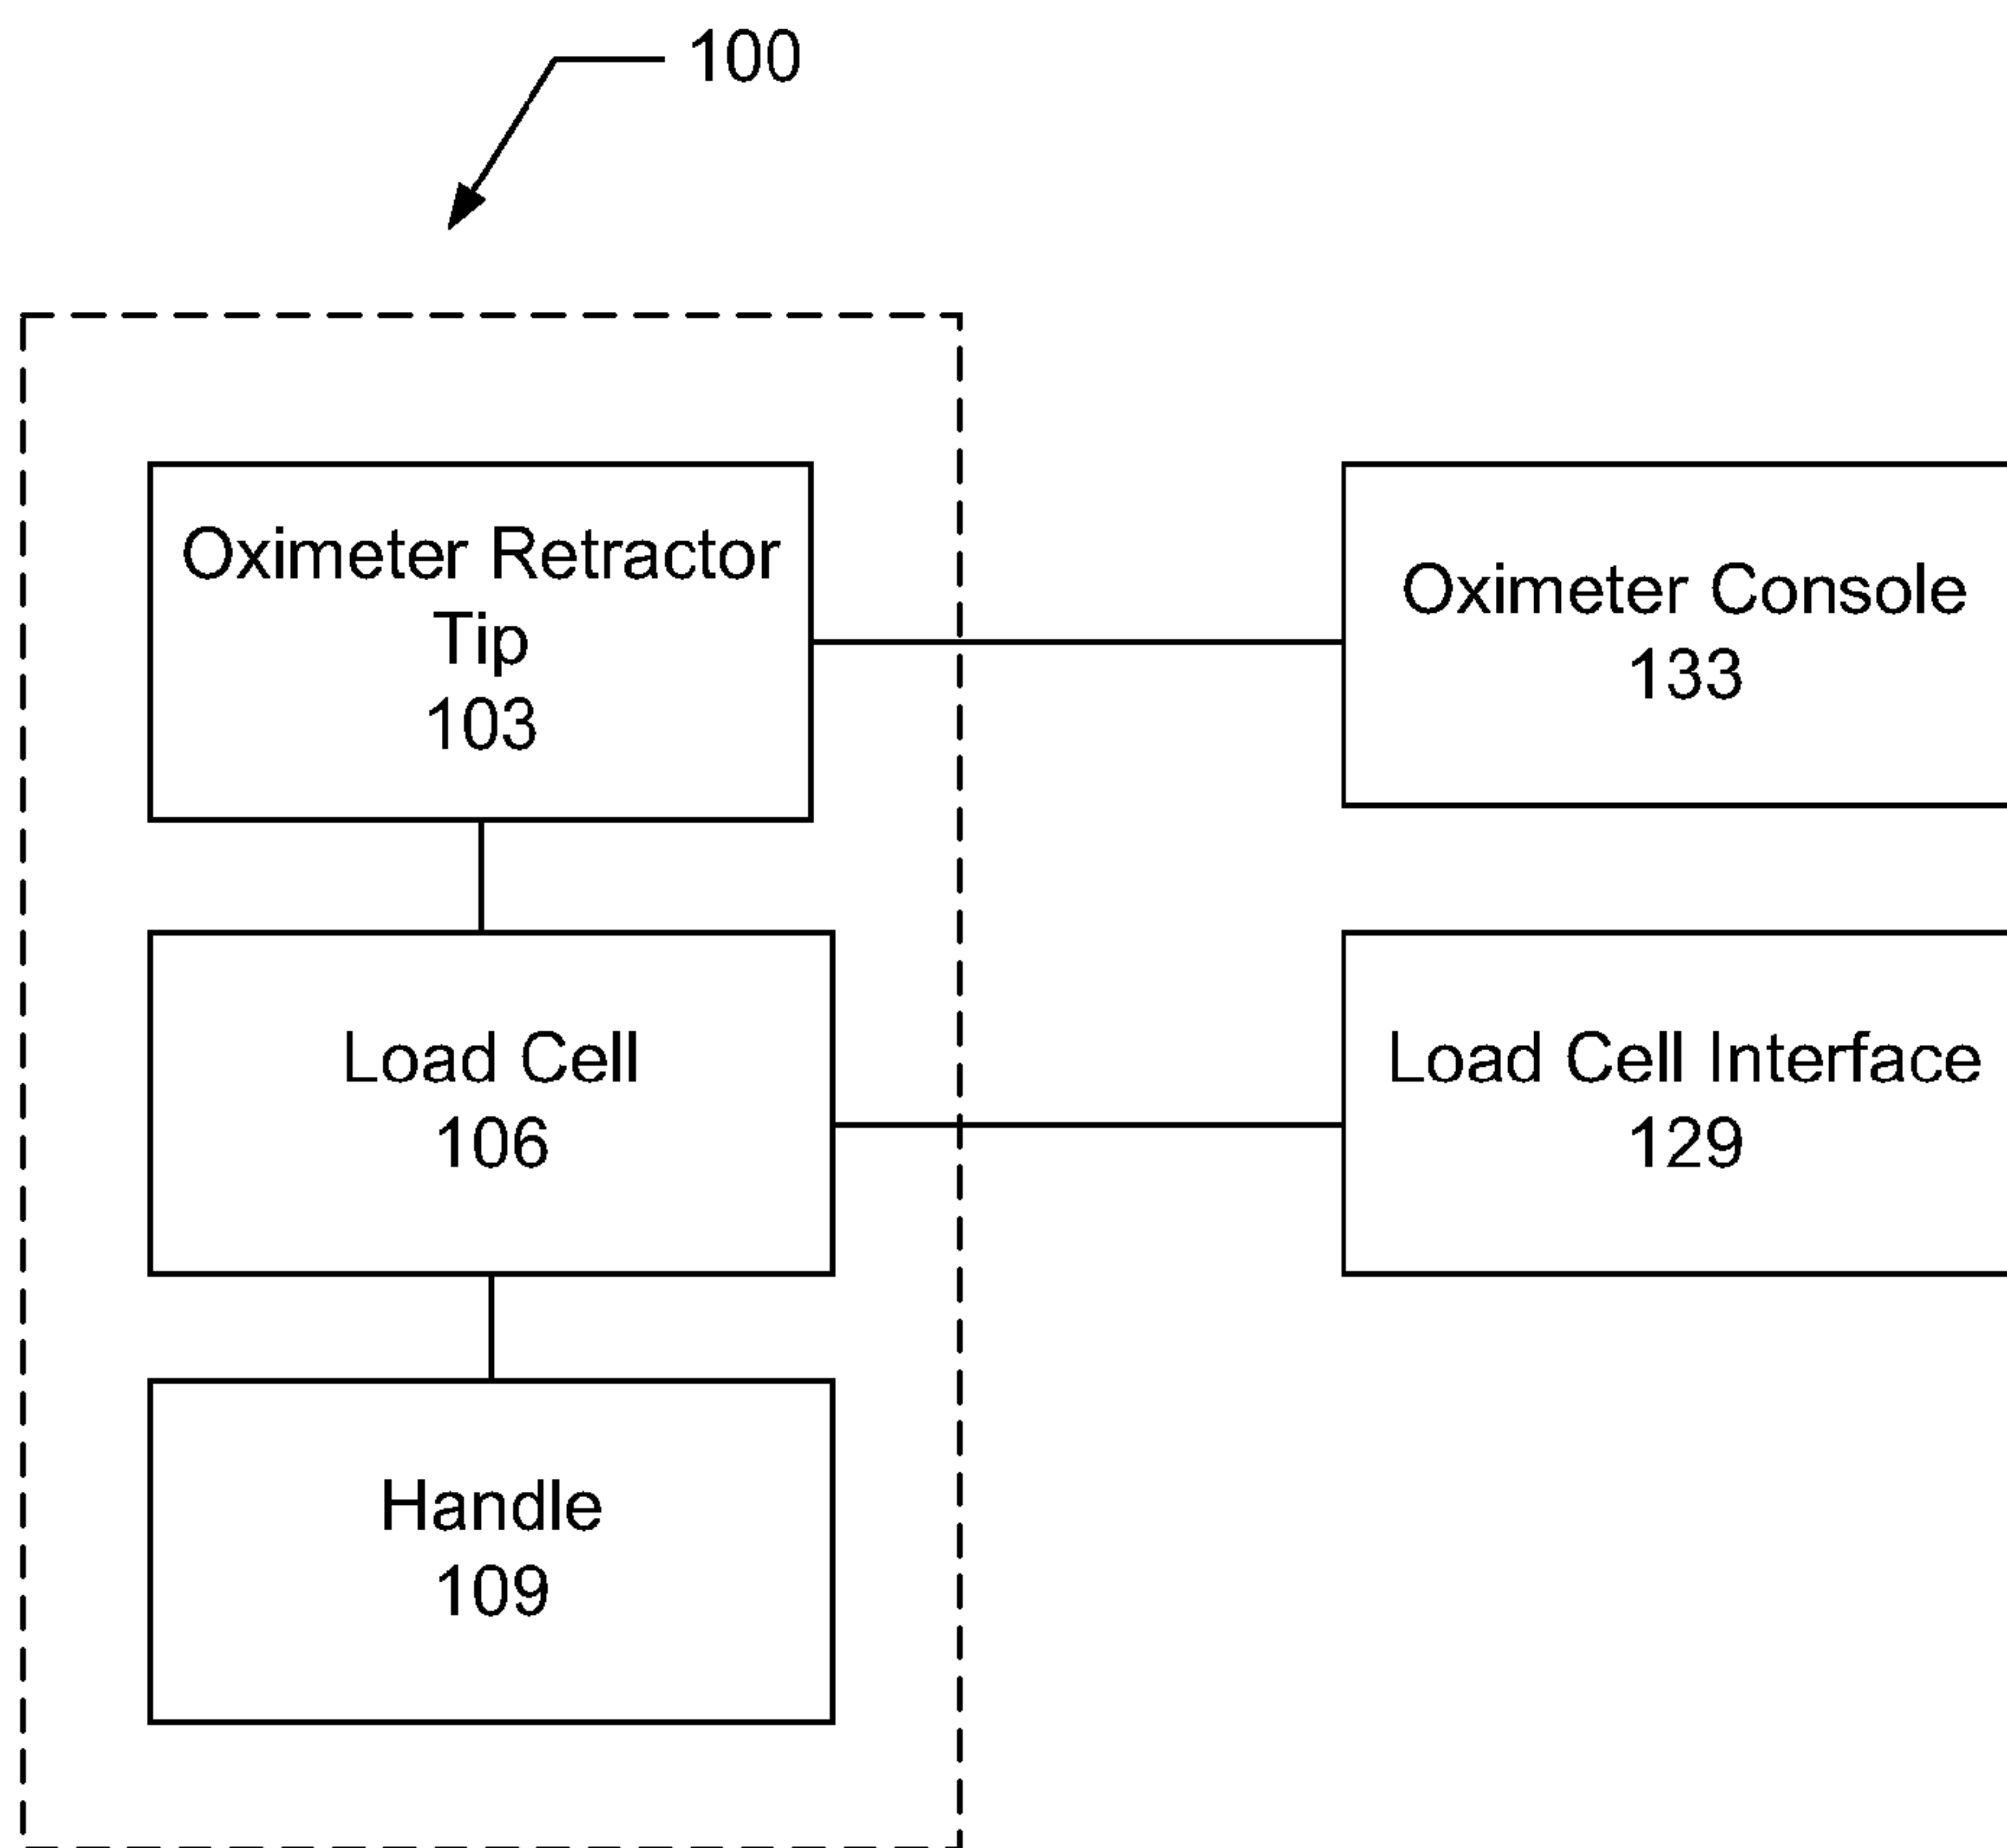 100
Oximeter Retractor
Tip
103
Oximeter Console
133
Load Cell
106
Load Cell Interface
129
Handle
109